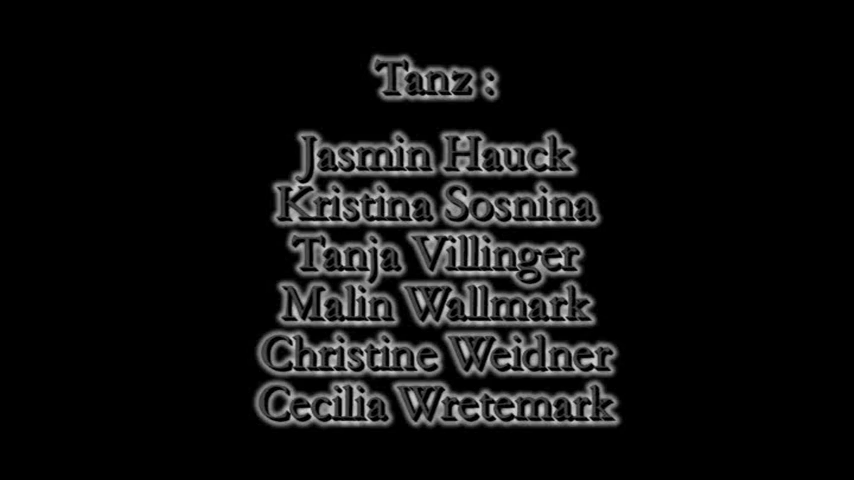 Tanz :
Jasmin Hauck
Kristina Sosnina
Tanja Villinger
Malin Wallmark
Christine Weidner
Cecilia Wretemark